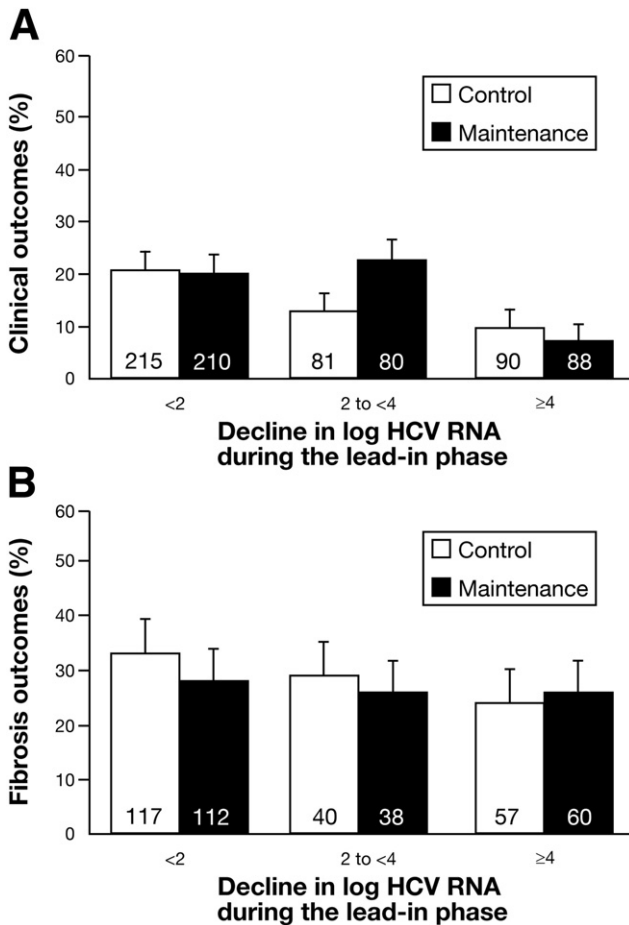 A
Clinical outcomes (%)
60
50
40
30
20
10
0
Control
Maintenance
215 210 81 80 90 88
<2 2 to <4 ≥4
Decline in log HCV RNA
during the lead-in phase
B
Fibrosis outcomes (%)
60
50
40
30
20
10
0
Control
Maintenance
117 112 40 38 57 60
<2 2 to <4 ≥4
Decline in log HCV RNA
during the lead-in phase